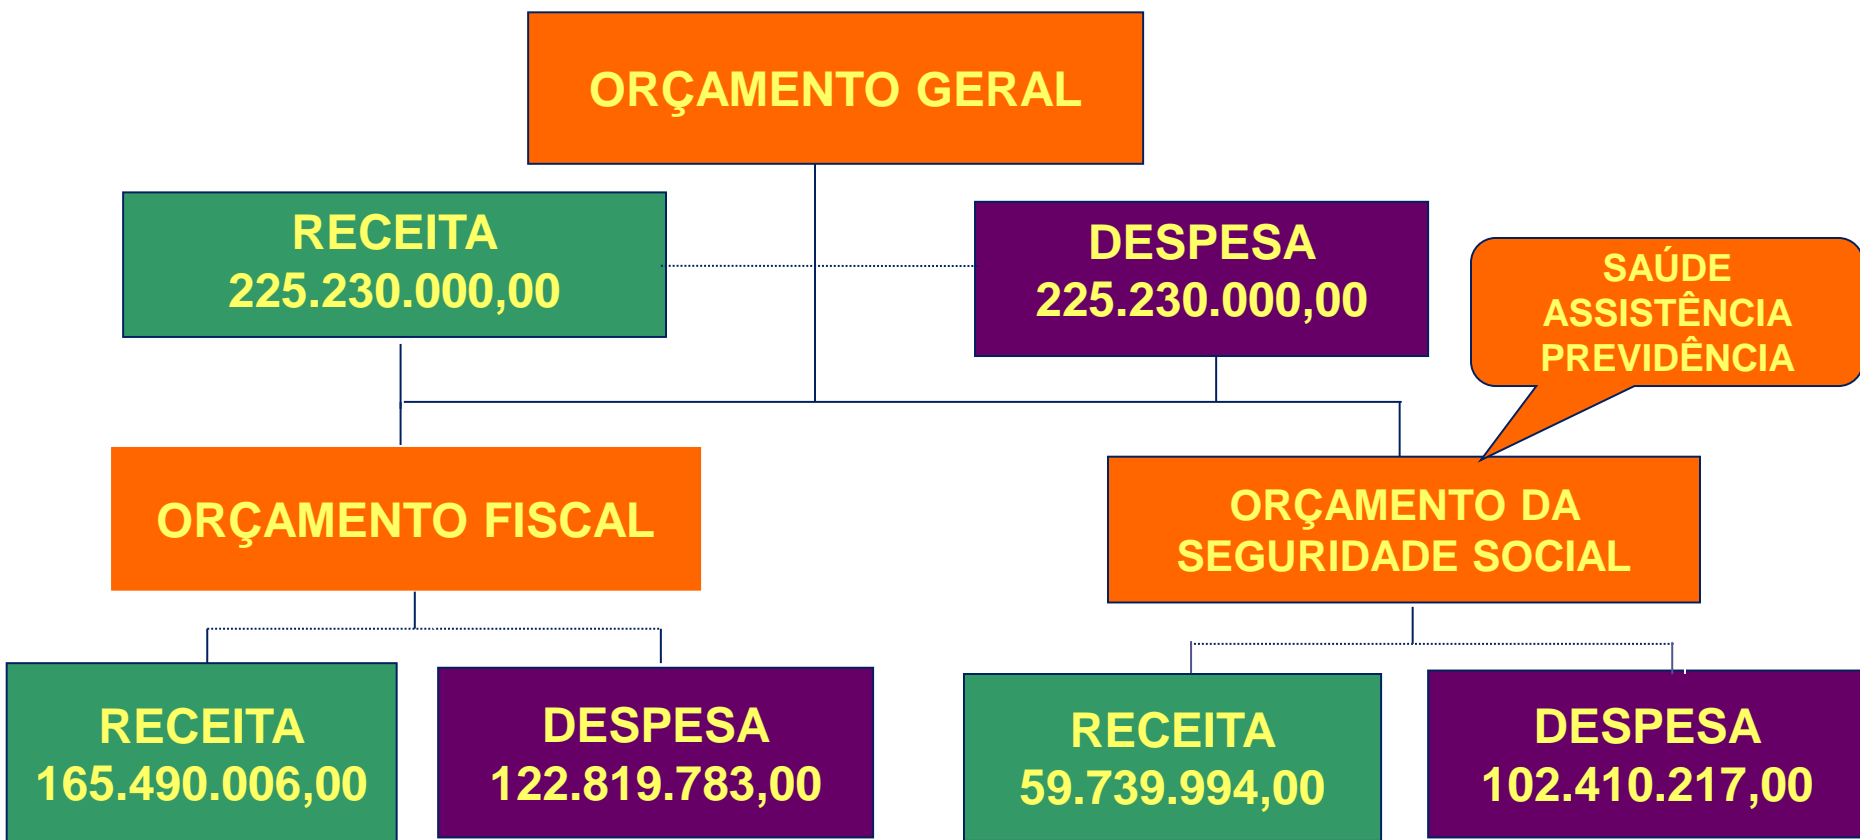 ORÇAMENTO GERAL
RECEITA
225.230.000,00
DESPESA
225.230.000,00
SAÚDE
ASSISTÊNCIA
PREVIDÊNCIA
ORÇAMENTO FISCAL
ORÇAMENTO DA
SEGURIDADE SOCIAL
RECEITA
165.490.006,00
DESPESA
122.819.783,00
RECEITA
59.739.994,00
DESPESA
102.410.217,00